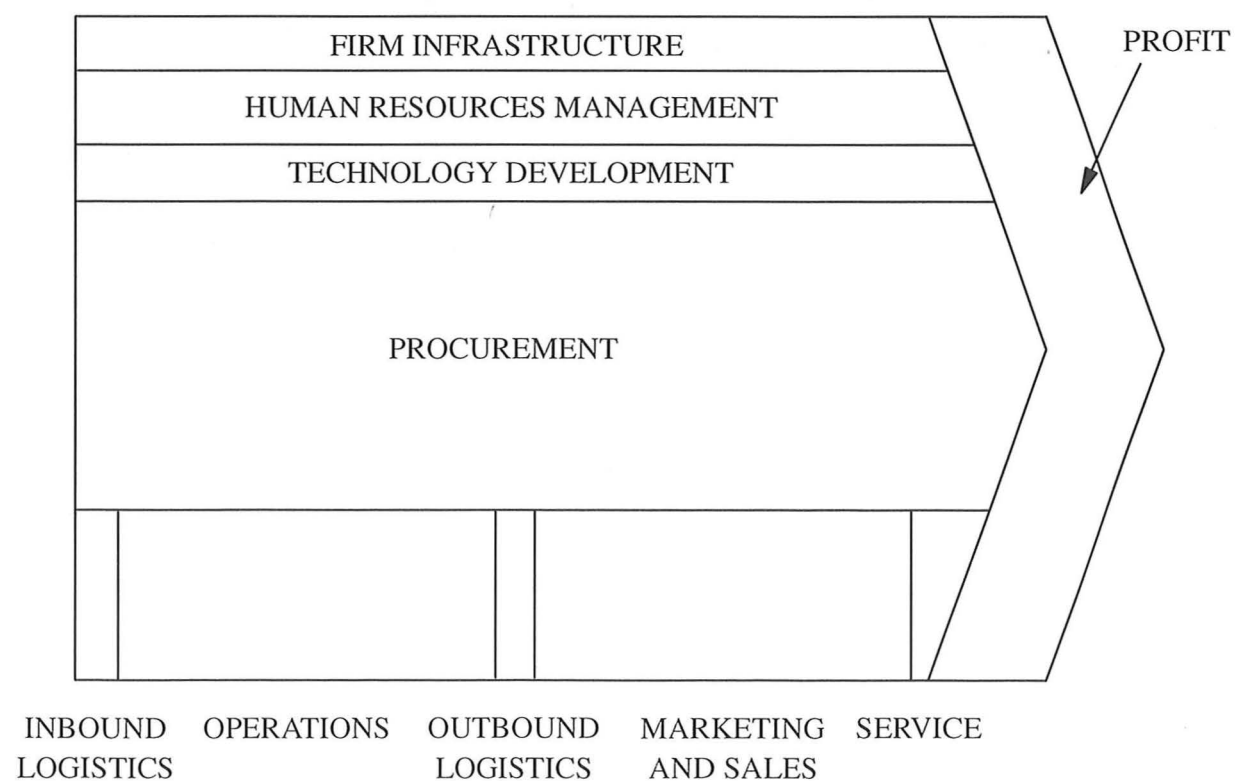 FIRM INFRASTRUCTURE
PROFIT
HUMAN RESOURCES MANAGEMENT
TECHNOLOGY DEVELOPMENT
PROCUREMENT
INBOUND
LOGISTICS
OPERATIONS
OUTBOUND
LOGISTICS
MARKETING
AND SALES
SERVICE